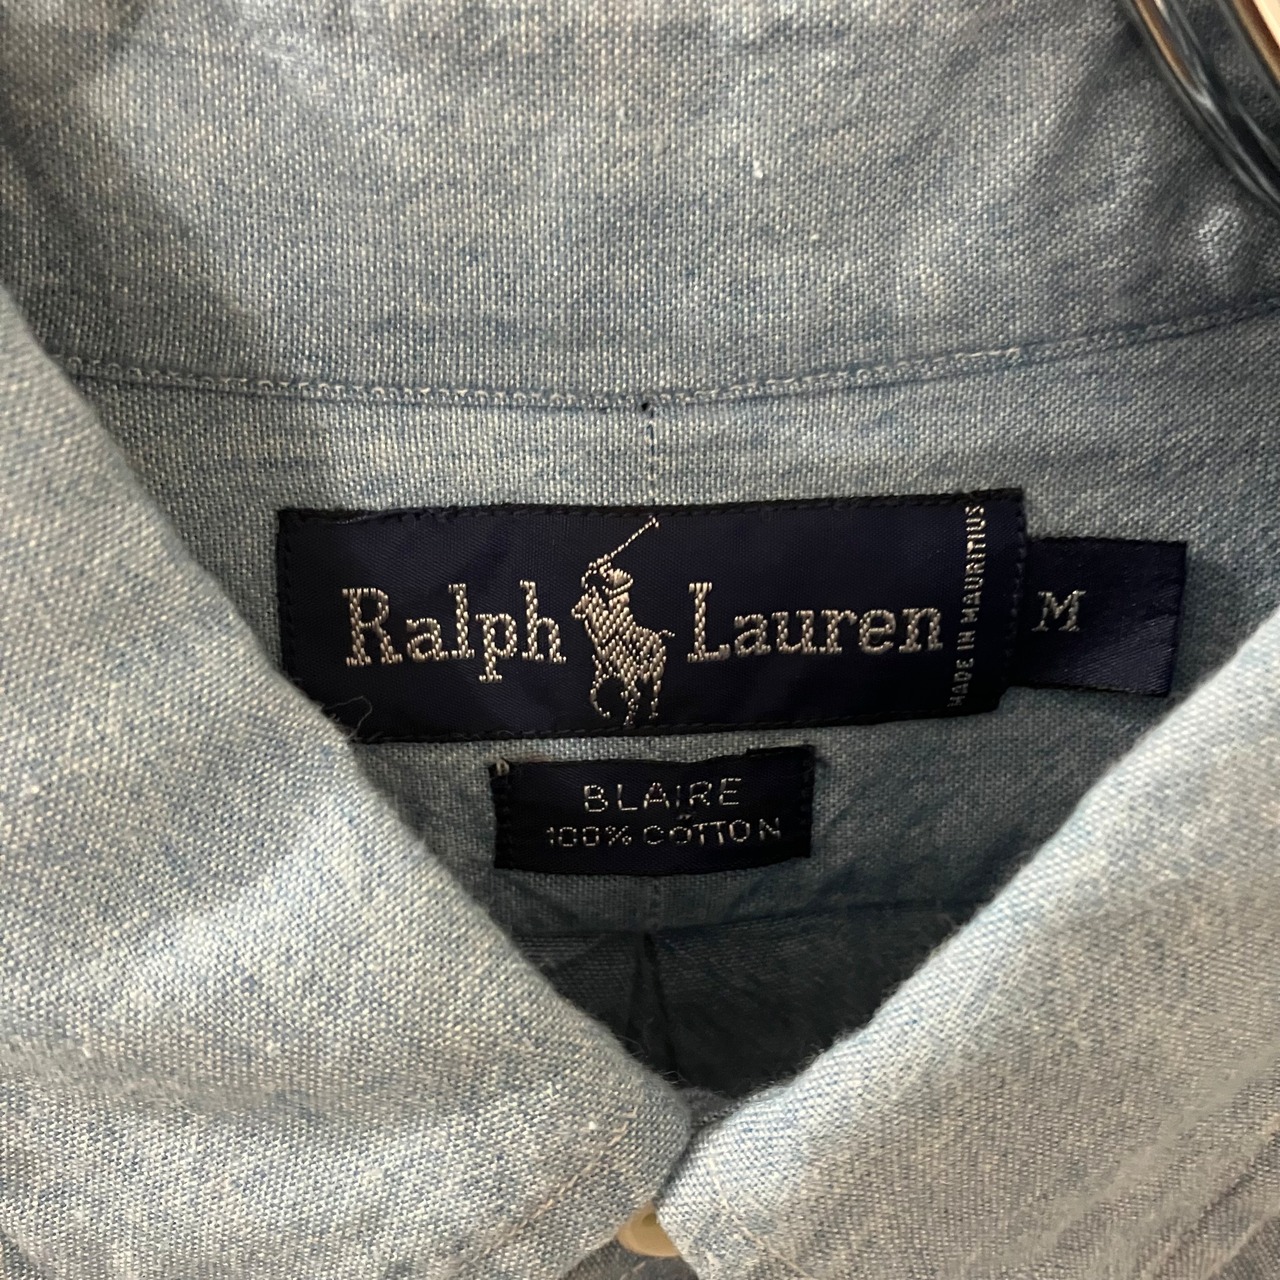 Ralph Lauren
MADE IN MAURITIUS
M
BLAIRE
100% COTTON